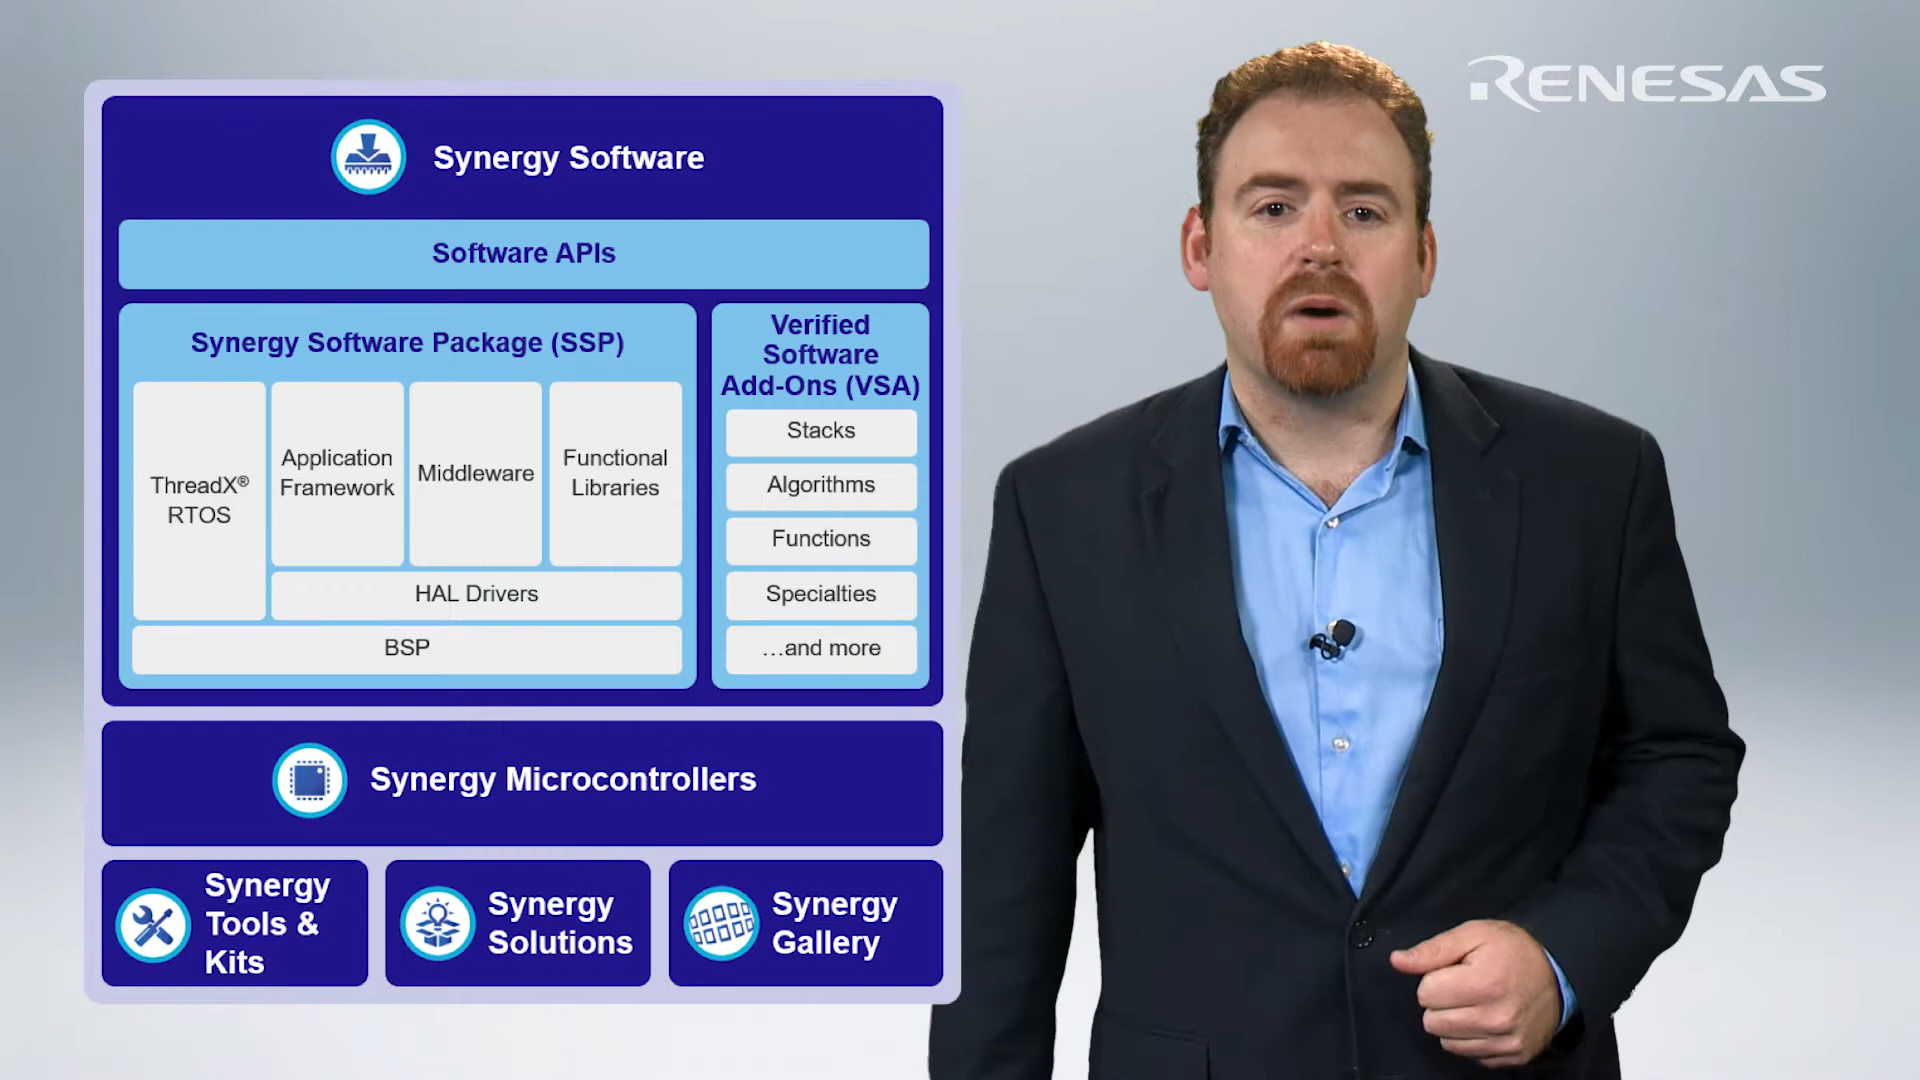 RENESAS
Synergy Software
Software APIs
Synergy Software Package (SSP)
ThreadX®
RTOS
Application
Framework
Middleware
Functional
Libraries
HAL Drivers
BSP
Verified
Software
Add-Ons (VSA)
Stacks
Algorithms
Functions
Specialties
...and more
Synergy Microcontrollers
Synergy
Tools &
Kits
Synergy
Solutions
Synergy
Gallery